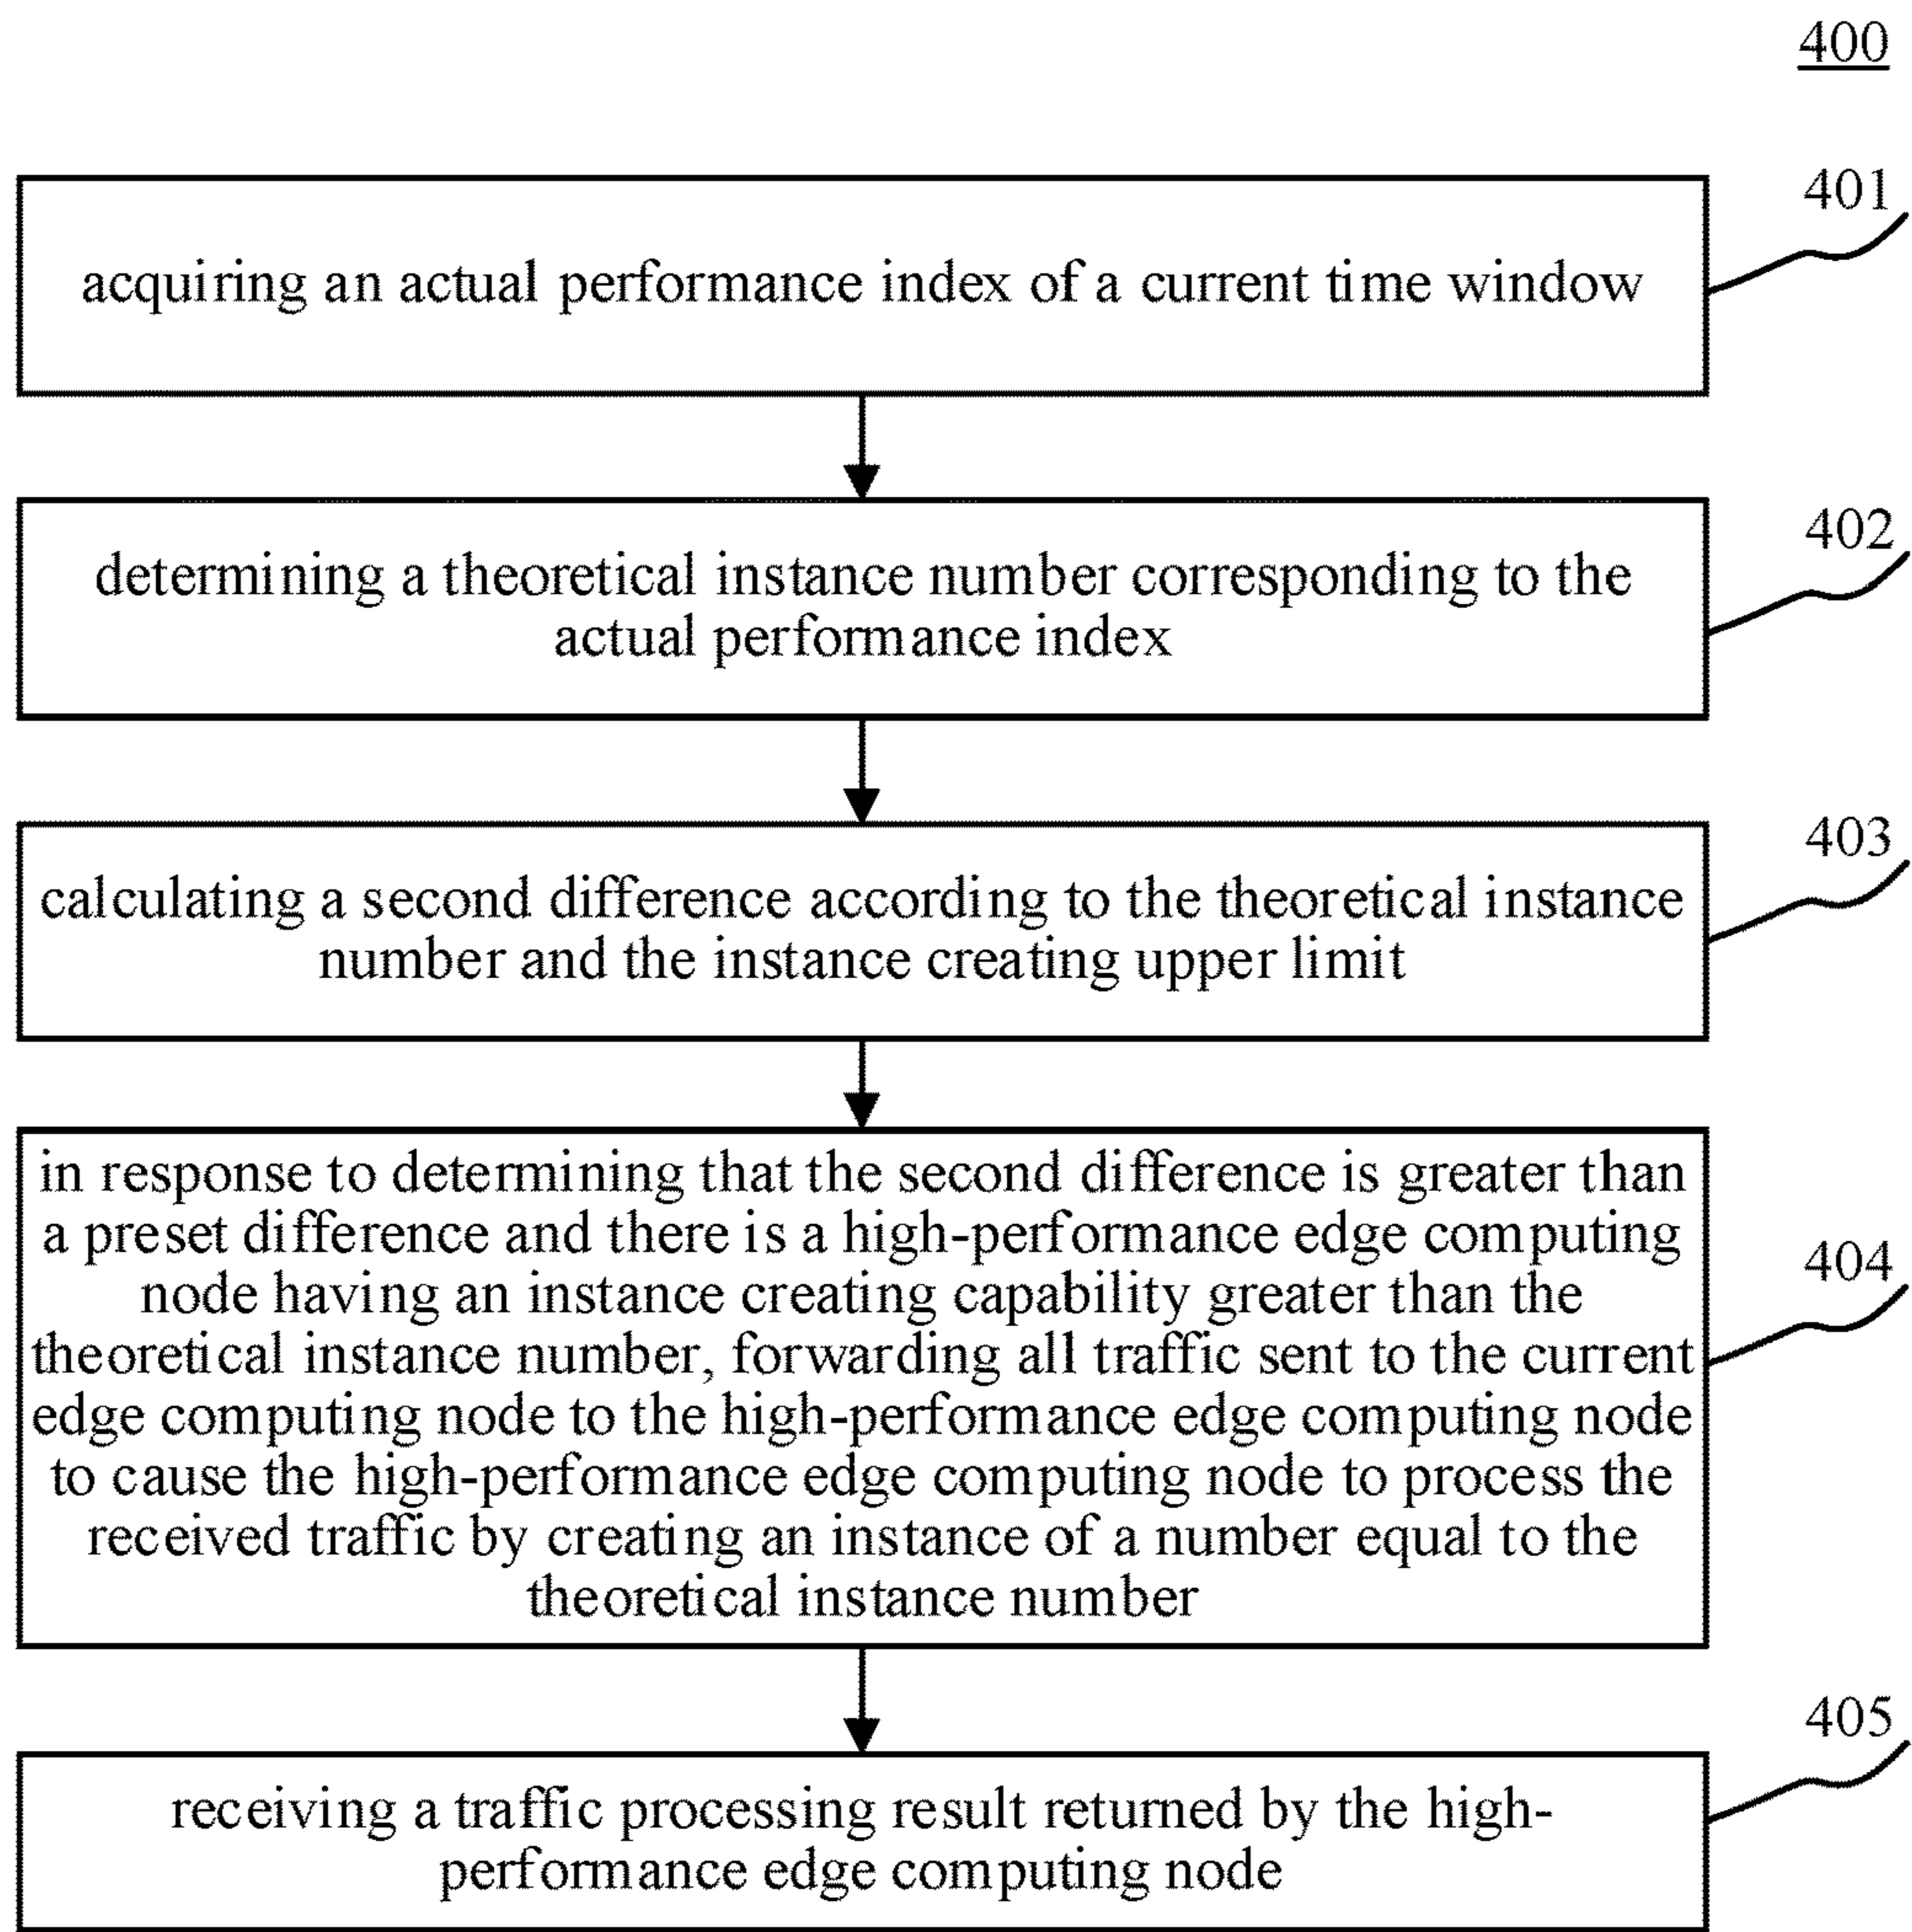 400
401
acquiring an actual performance index of a current time window
402
determining a theoretical instance number corresponding to the
actual performance index
403
calculating a second difference according to the theoretical instance
number and the instance creating upper limit
in response to determining that the second difference is greater than
a preset difference and there is a high-performance edge computing
node having an instance creating capability greater than the
404
theoretical instance number, forwarding all traffic sent to the current
edge computing node to the high-performance edge computing node
to cause the high-performance edge computing node to process the
received traffic by creating an instance of a number equal to the
theoretical instance number
405
receiving a traffic processing result returned by the high-
performance edge computing node